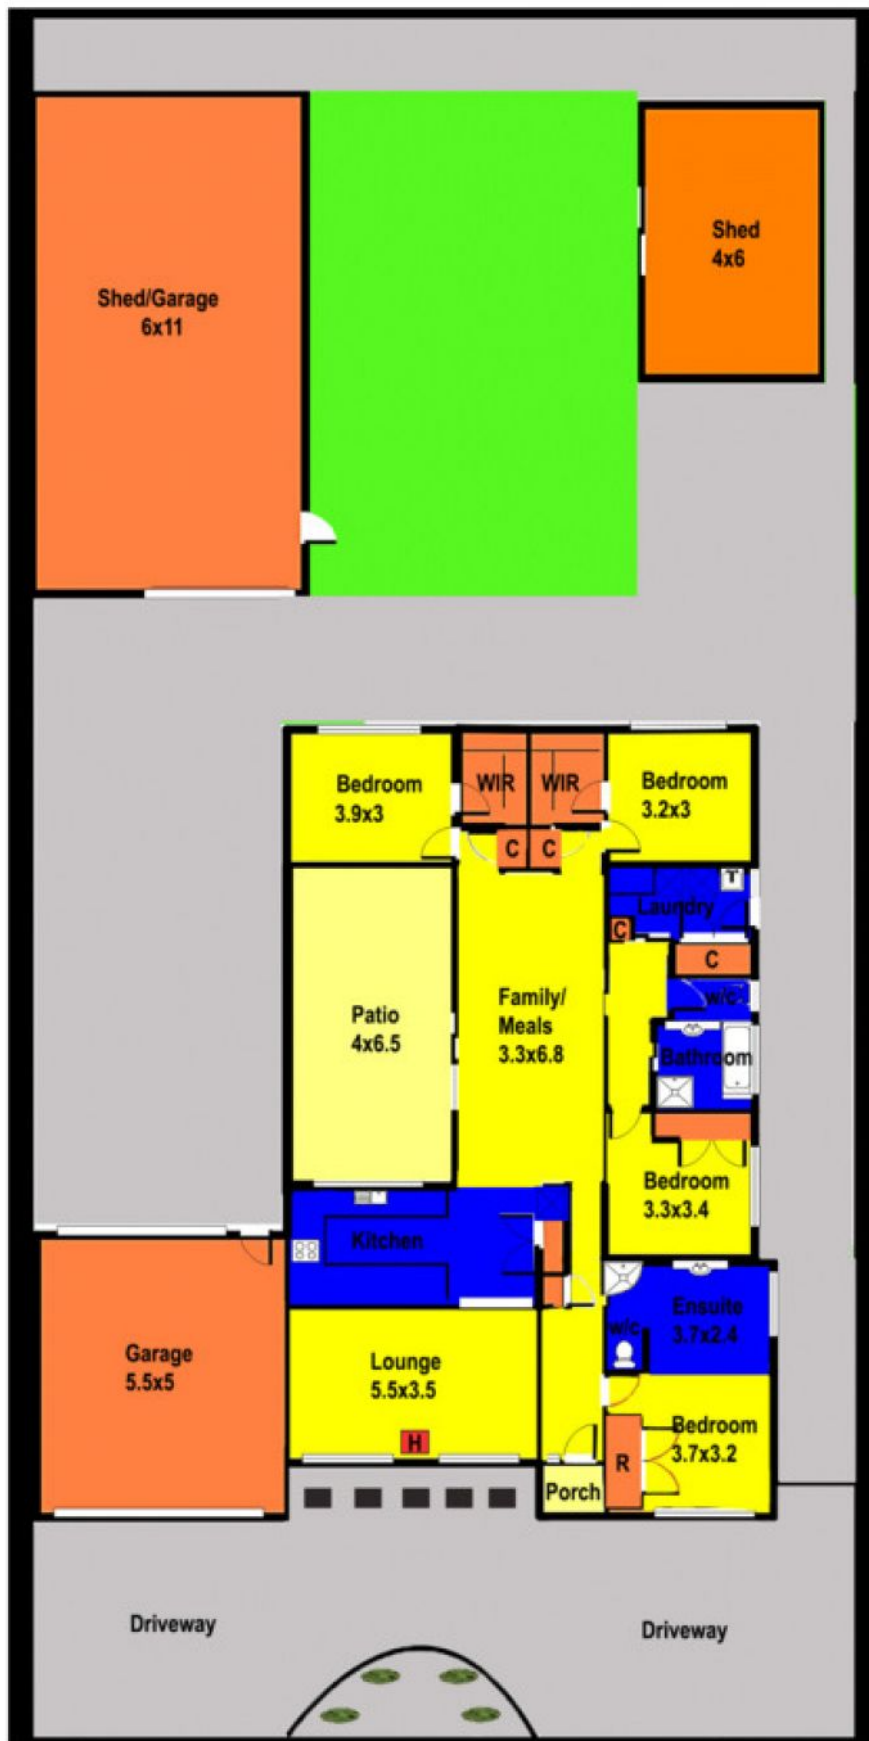 Shed
4x6
Shed/Garage
6x11
Bedroom
3.9x3
WIR
WIR
Bedroom
3.2x3
C
C
T
Laundry
C
C
w/c
Family/
Meals
3.3x6.8
Patio
4x6.5
Bathroom
Bedroom
3.3x3.4
Kitchen
Ensuite
3.7x2.4
w/c
Garage
5.5x5
Lounge
5.5x3.5
H
Bedroom
3.7x3.2
R
Porch
Driveway
Driveway